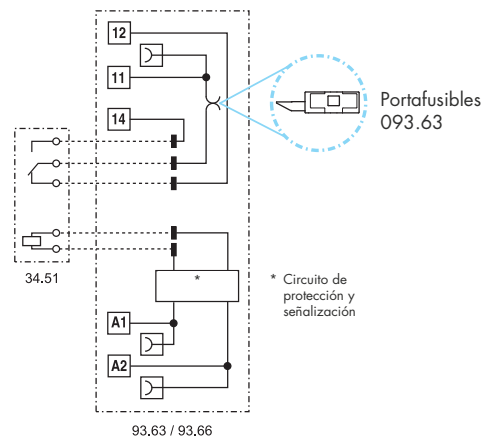 12
11
14
Portafusibles
093.63
34.51
*
* Circuito de
protección y
señalización
A1
A2
93.63 / 93.66